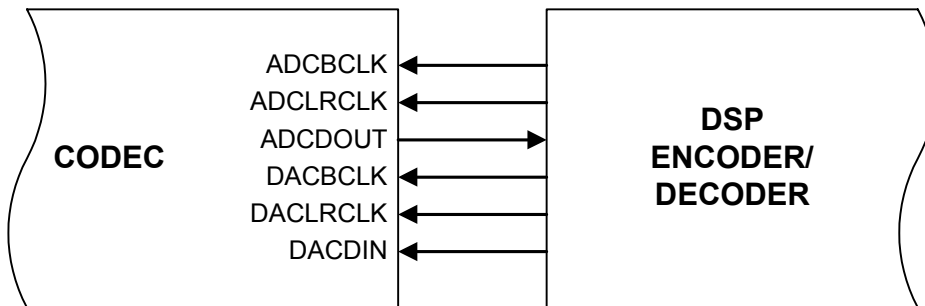 CODEC
ADCBCLK
ADCLRCLK
ADCDOUT
DACBCLK
DACLRCLK
DACDIN
DSP
ENCODER/
DECODER